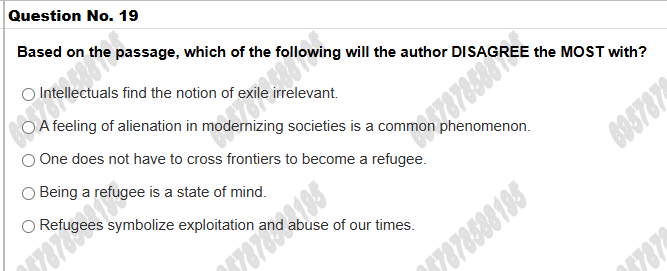 Question No. 19
Based on the passage, which of the following will the author DISAGREE the MOST with?
Intellectuals find the notion of exile irrelevant.
A feeling of alienation in modernizing societies is a common phenomenon.
One does not have to cross frontiers to become a refugee.
Being a refugee is a state of mind.
Refugees symbolize exploitation and abuse of our times.